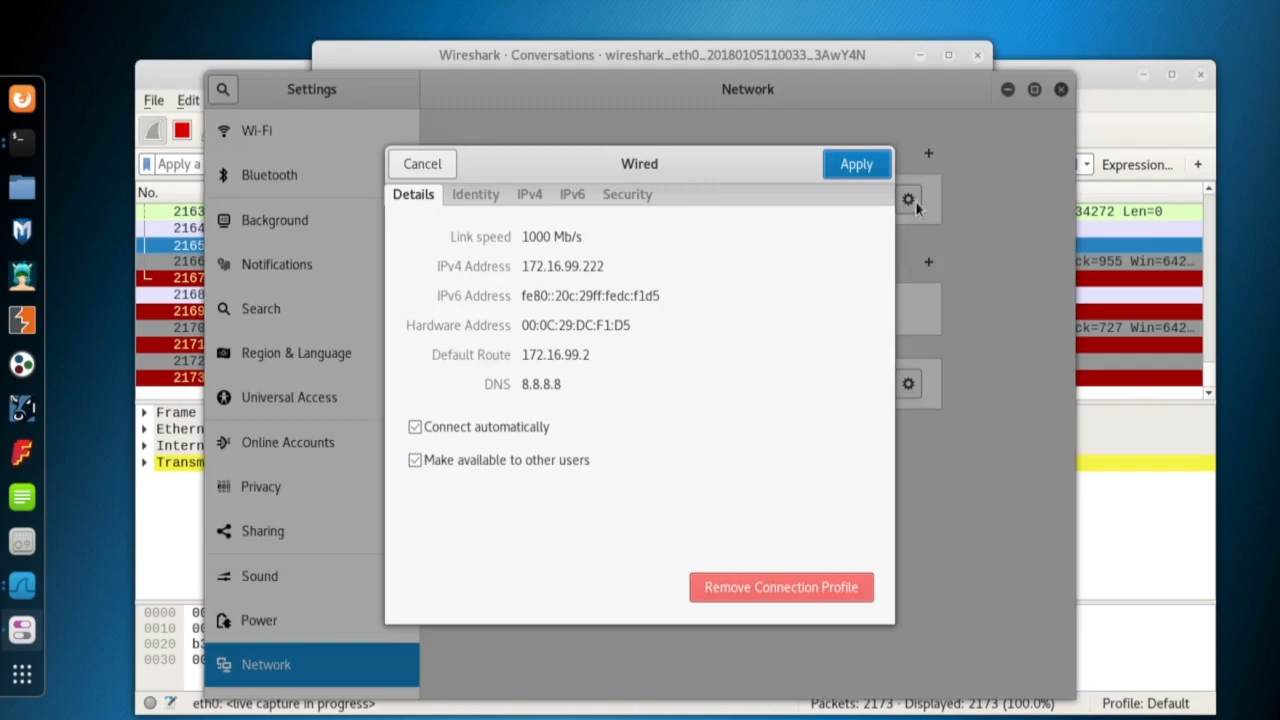 Wireshark · Conversations · wireshark_eth0_20180105110033_3AwY4N
Settings
Network
File Edit
Wi-Fi
Bluetooth
Background
Notifications
Search
Region & Language
Universal Access
Online Accounts
Privacy
Sharing
Sound
Power
Network
Cancel
Wired
Apply
Details Identity IPv4 IPv6 Security
Link speed 1000 Mb/s
IPv4 Address 172.16.99.222
IPv6 Address fe80::20c:29ff:fedc:f1d5
Hardware Address 00:0C:29:DC:F1:D5
Default Route 172.16.99.2
DNS 8.8.8.8
Connect automatically
Make available to other users
Remove Connection Profile
Apply a
Expression... +
No.
2163
2164
2165
2166
2167
2168
2169
2170
2171
2172
2173
34272 Len=0
ck=955 Win=642…
ck=727 Win=642…
Frame
Ethern
Intern
Transm
0000 00
0010 00
0020 b3
0030 00
eth0: <live capture in progress>
Packets: 2173 · Displayed: 2173 (100.0%)
Profile: Default